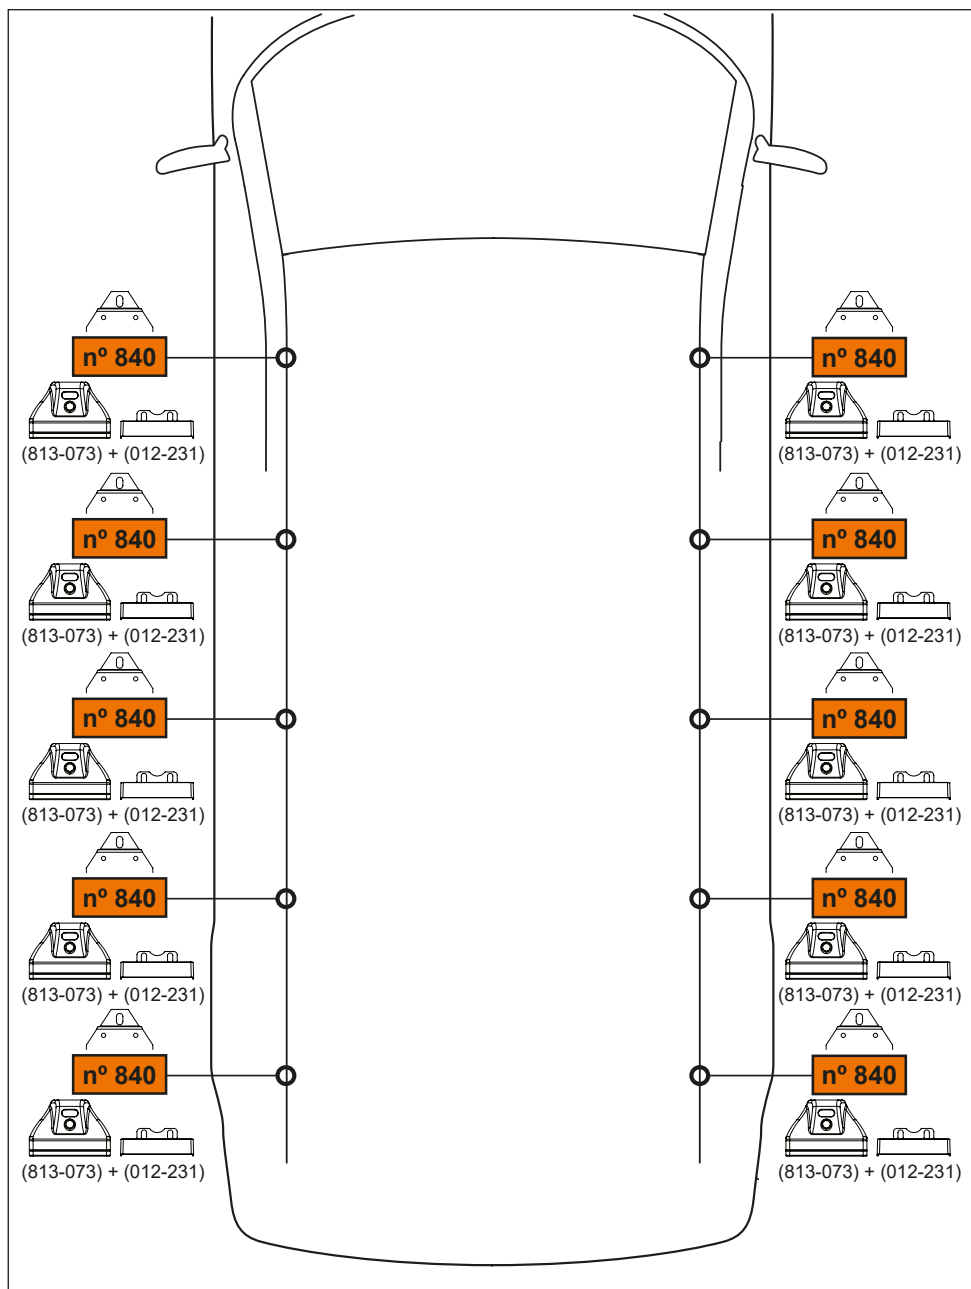 nº 840
nº 840
(813-073) + (012-231)
(813-073) + (012-231)
nº 840
nº 840
(813-073) + (012-231)
(813-073) + (012-231)
nº 840
nº 840
(813-073) + (012-231)
(813-073) + (012-231)
nº 840
nº 840
(813-073) + (012-231)
(813-073) + (012-231)
nº 840
nº 840
(813-073) + (012-231)
(813-073) + (012-231)